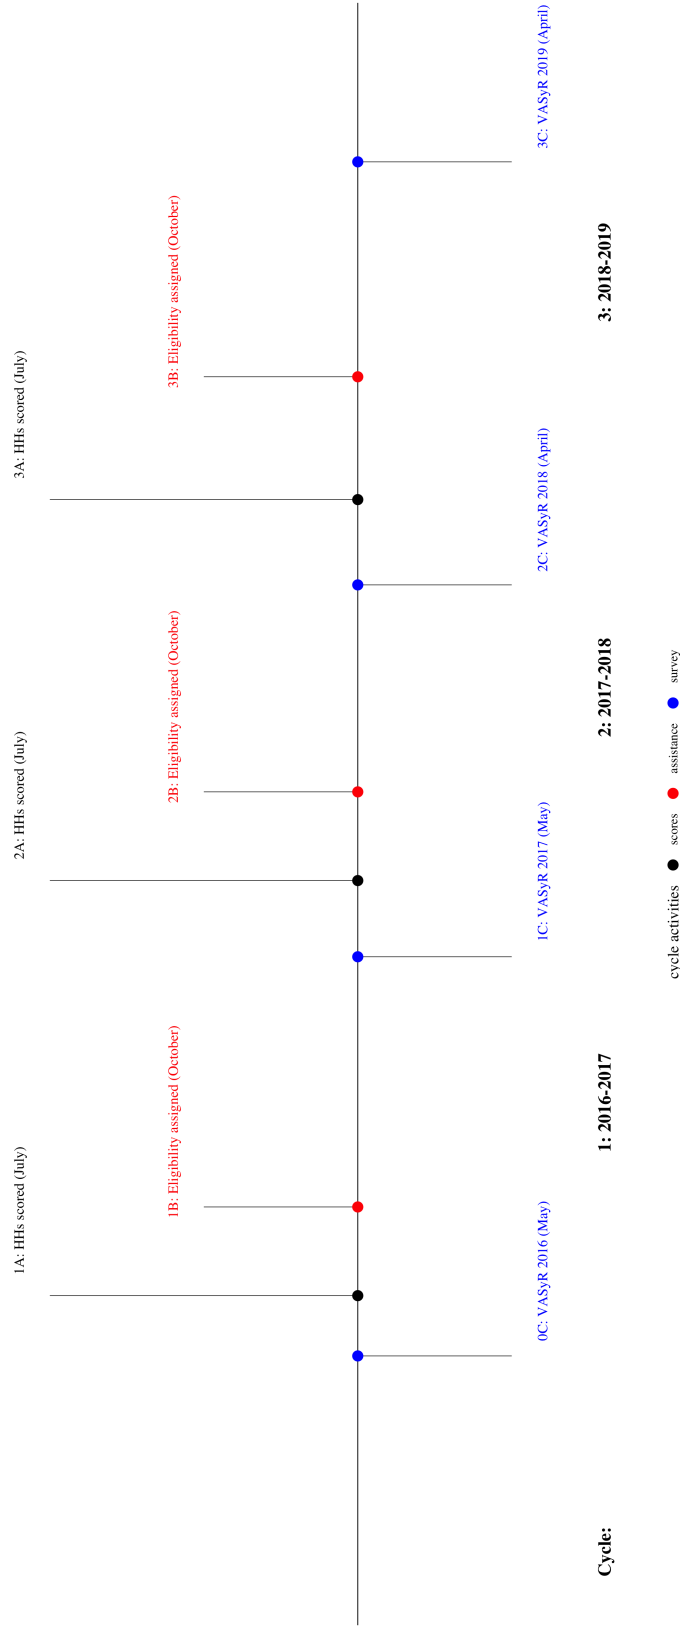 1A: HHs scored (July)
2A: HHs scored (July)
3A: HHs scored (July)
1B: Eligibility assigned (October)
2B: Eligibility assigned (October)
3B: Eligibility assigned (October)
0C: VASyR 2016 (May)
1C: VASyR 2017 (May)
2C: VASyR 2018 (April)
3C: VASyR 2019 (April)
Cycle: 1: 2016-2017 2: 2017-2018 3: 2018-2019
cycle activities scores assistance survey